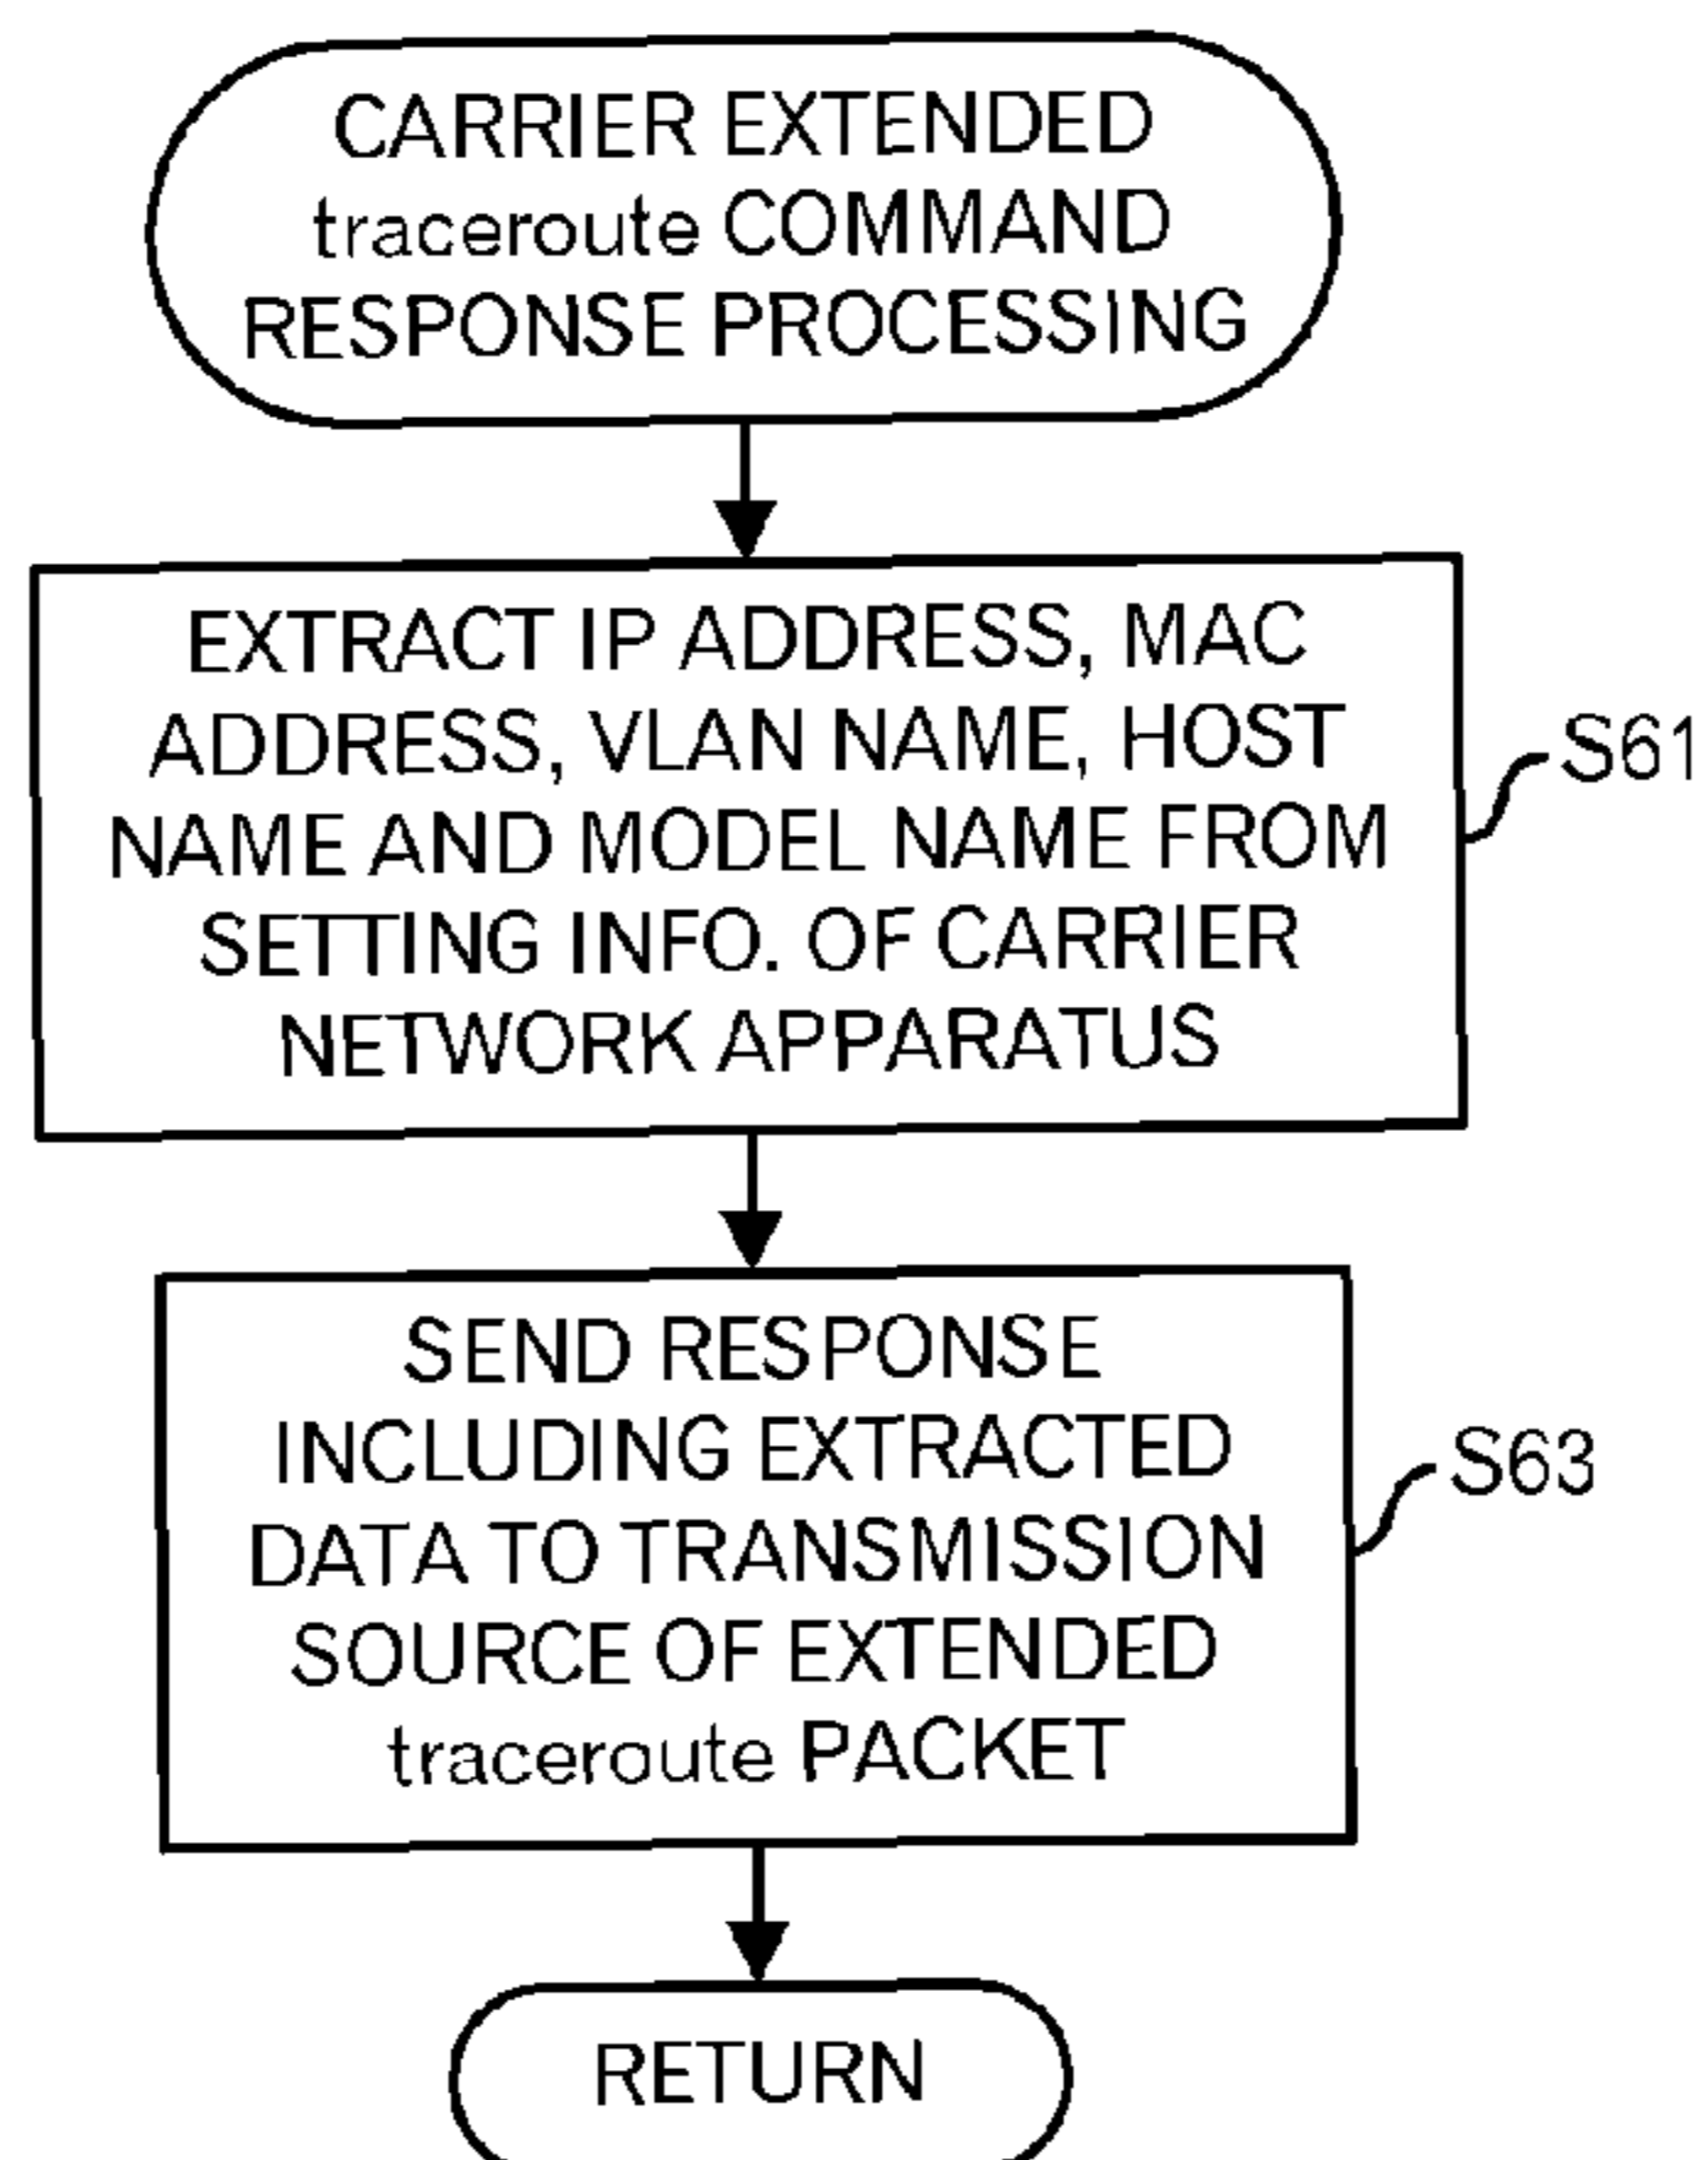 CARRIER EXTENDED
traceroute COMMAND
RESPONSE PROCESSING
EXTRACT IP ADDRESS, MAC
ADDRESS, VLAN NAME, HOST
NAME AND MODEL NAME FROM
SETTING INFO. OF CARRIER
NETWORK APPARATUS
S61
SEND RESPONSE
INCLUDING EXTRACTED
DATA TO TRANSMISSION
SOURCE OF EXTENDED
traceroute PACKET
S63
RETURN